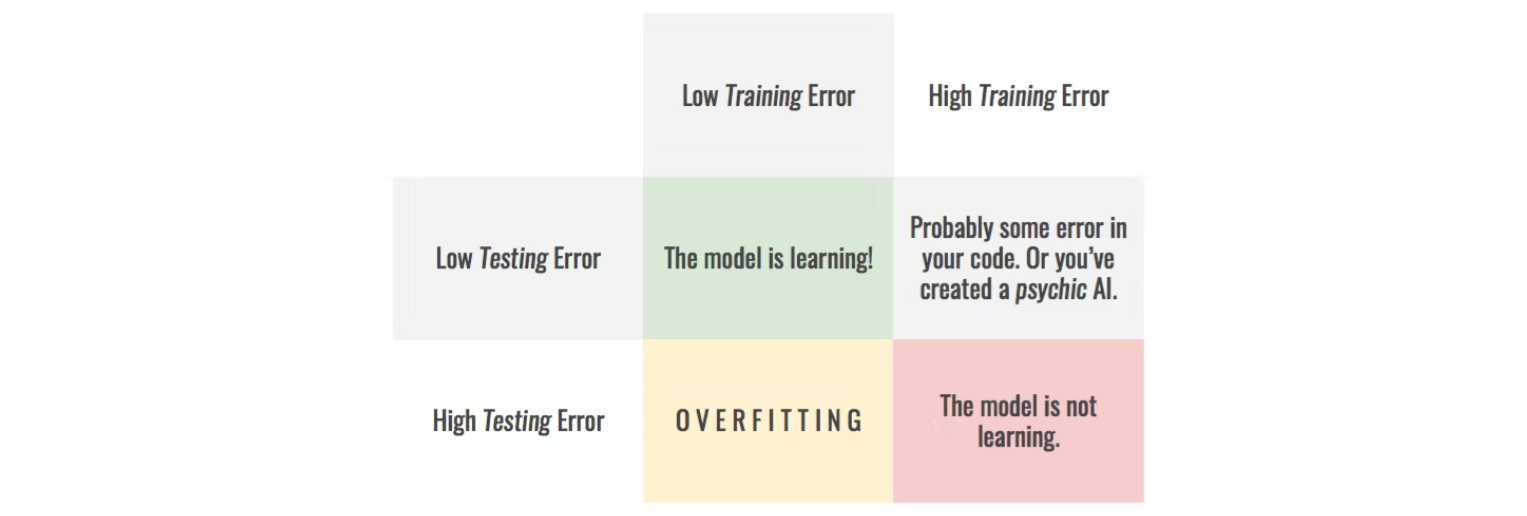 Low Training Error
High Training Error
Low Testing Error
The model is learning!
Probably some error in
your code. Or you’ve
created a psychic AI.
High Testing Error
OVERFITTING
The model is not
learning.